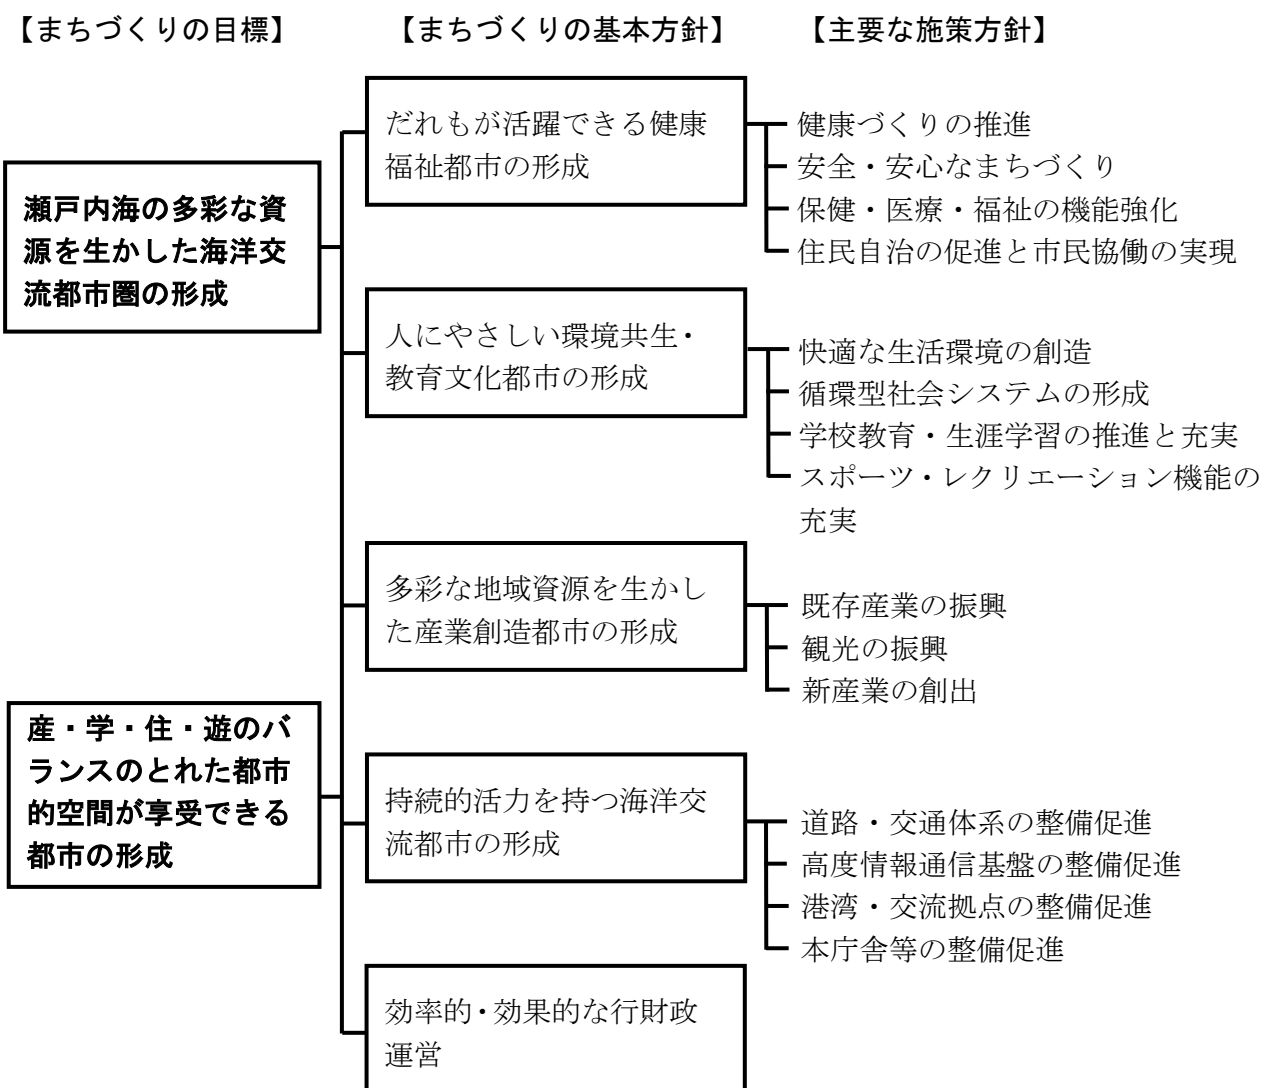 【まちづくりの目標】
【まちづくりの基本方針】
【主要な施策方針】
瀬戸内海の多彩な資
源を生かした海洋交
流都市圏の形成
産・学・住・遊のバ
ランスのとれた都市
的空間が享受できる
都市の形成
だれもが活躍できる健康
福祉都市の形成
健康づくりの推進
安全・安心なまちづくり
保健・医療・福祉の機能強化
住民自治の促進と市民協働の実現
人にやさしい環境共生・
教育文化都市の形成
快適な生活環境の創造
循環型社会システムの形成
学校教育・生涯学習の推進と充実
スポーツ・レクリエーション機能の
充実
多彩な地域資源を生かし
た産業創造都市の形成
既存産業の振興
観光の振興
新産業の創出
持続的活力を持つ海洋交
流都市の形成
道路・交通体系の整備促進
高度情報通信基盤の整備促進
港湾・交流拠点の整備促進
本庁舎等の整備促進
効率的・効果的な行財政
運営